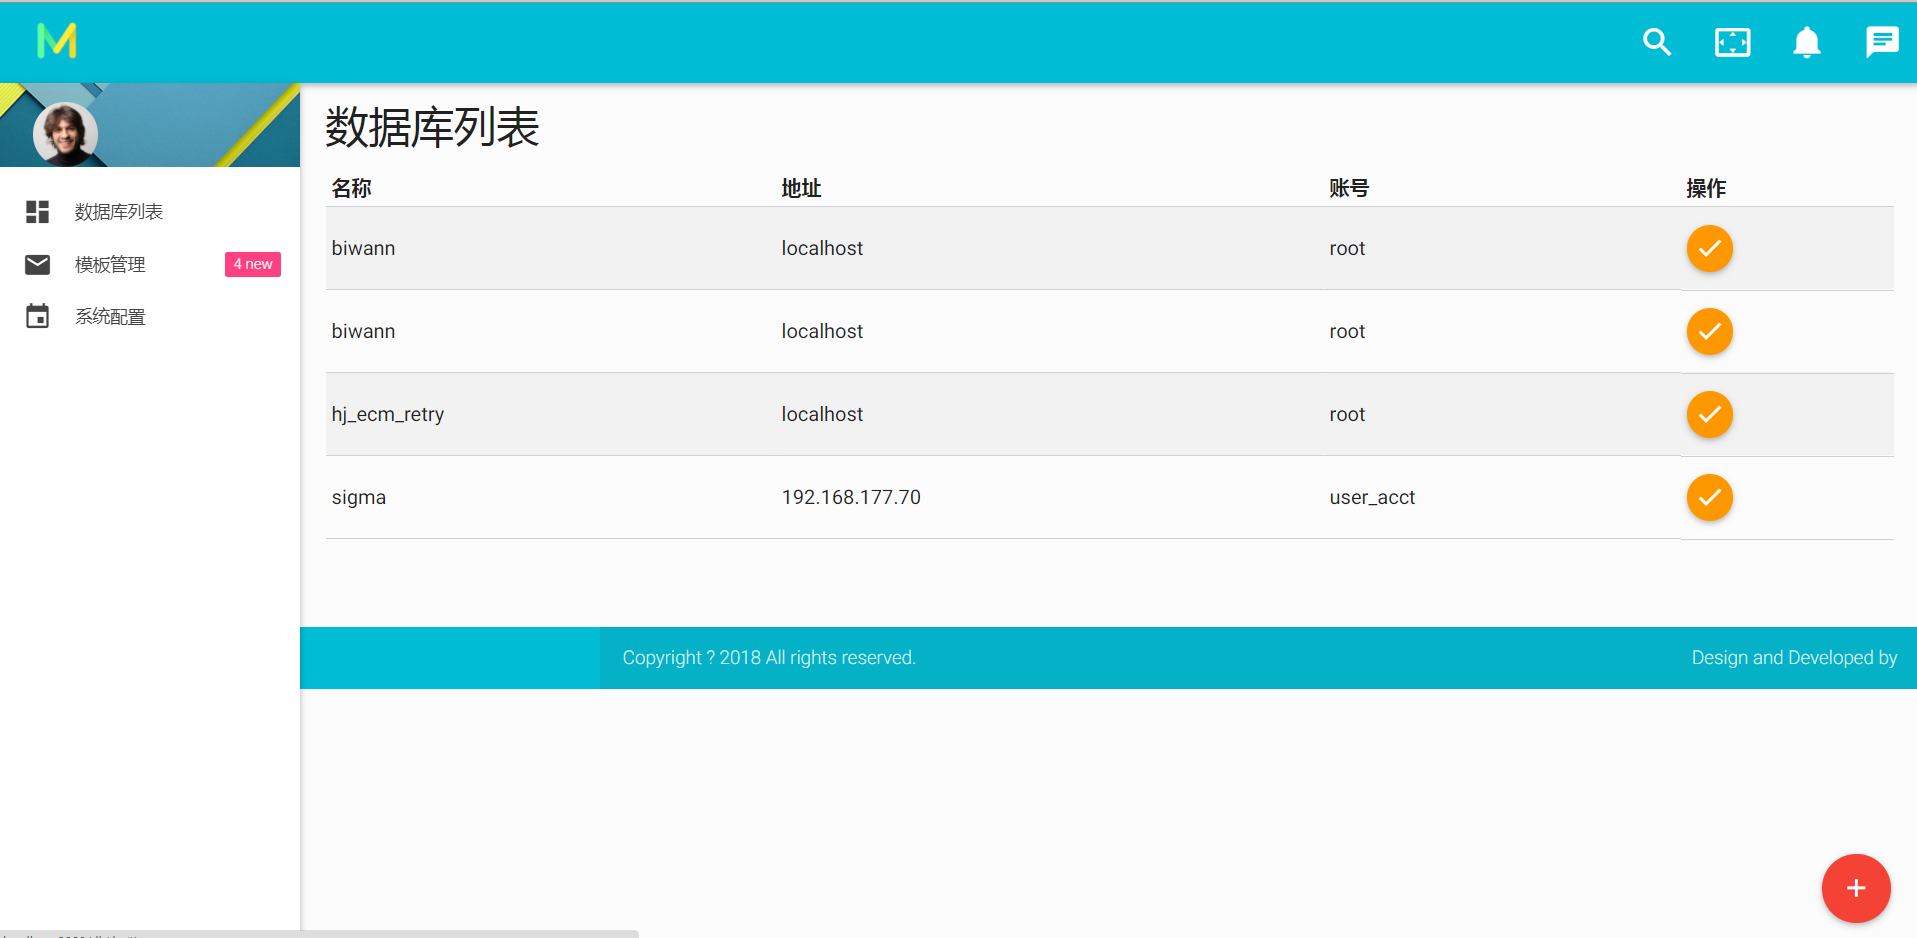 数据库列表
名称 地址 账号 操作
数据库列表
biwann localhost root
模板管理 4 new
系统配置
biwann localhost root
hj_ecm_retry localhost root
sigma 192.168.177.70 user_acct
Copyright ? 2018 All rights reserved. Design and Developed by